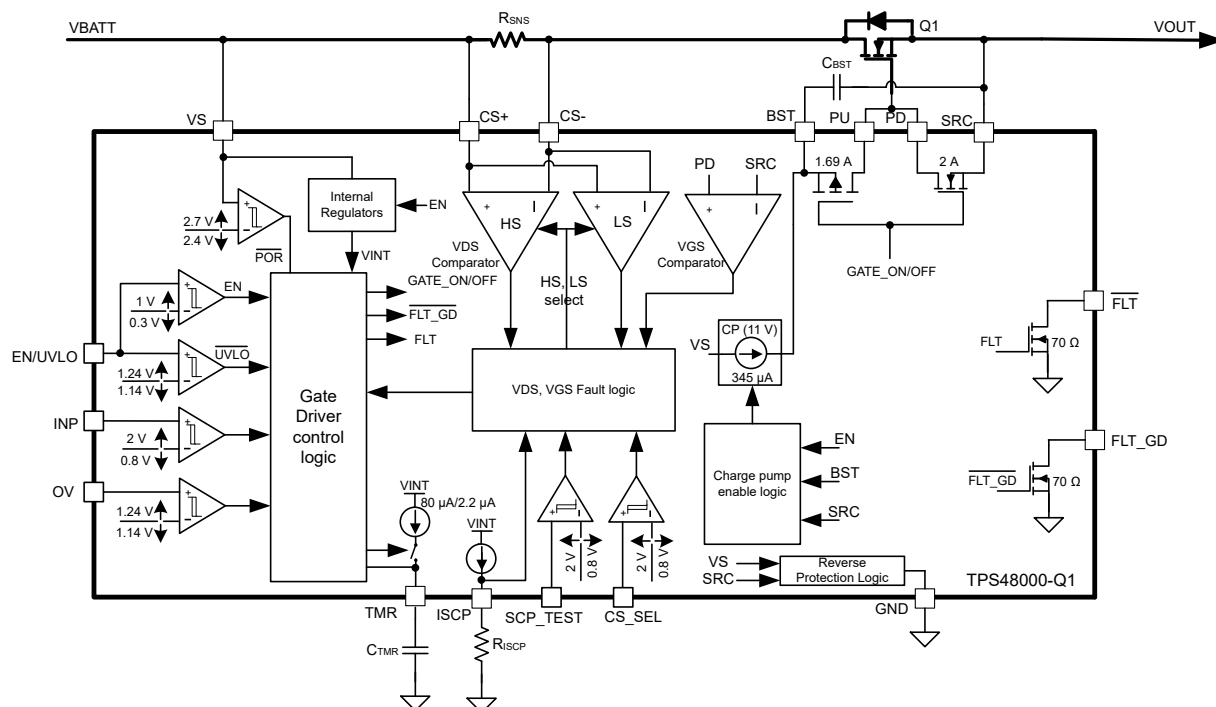 VBATT
RSNS
Q1
VOUT
CBST
VS
CS+
CS-
BST
PU
PD
SRC
1.69 A
2 A
PD
SRC
Internal
Regulators
EN
+
HS
+
LS
+
2.7 V
2.4 V
+
-
POR
VINT
VDS
Comparator
VGS
Comparator
GATE_ON/OFF
GATE_ON/OFF
HS, LS
select
FLT_GD
FLT
EN
1 V
0.3 V
+
-
EN/UVLO
UVLO
1.24 V
1.14 V
+
-
INP
2 V
0.8 V
+
-
OV
1.24 V
1.14 V
+
-
Gate
Driver
control
logic
VDS, VGS Fault logic
CP (11 V)
VS
345 µA
FLT
FLT
70 Ω
Charge pump
enable logic
EN
BST
SRC
FLT_GD
FLT_GD
70 Ω
VINT
80 µA/2.2 µA
VINT
+
2 V
0.8 V
+
2 V
0.8 V
VS
SRC
Reverse
Protection Logic
TPS48000-Q1
TMR
ISCP
SCP_TEST
CS_SEL
GND
CTMR
RISCP